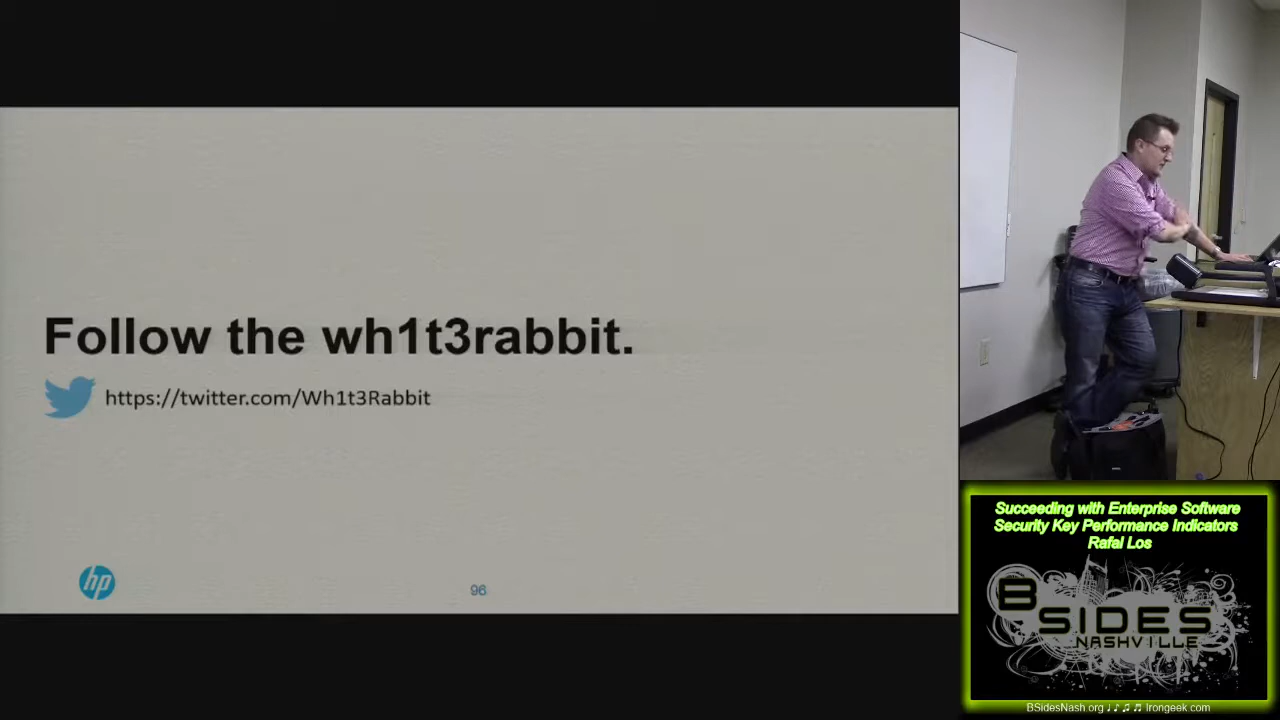 Follow the wh1t3rabbit.
https://twitter.com/Wh1t3Rabbit
hp
96
Succeeding with Enterprise Software
Security Key Performance Indicators
Rafal Los
BSIDES
NASHVILLE
BSidesNash.org ♩ ♪ ♫ ♬ Irongeek.com